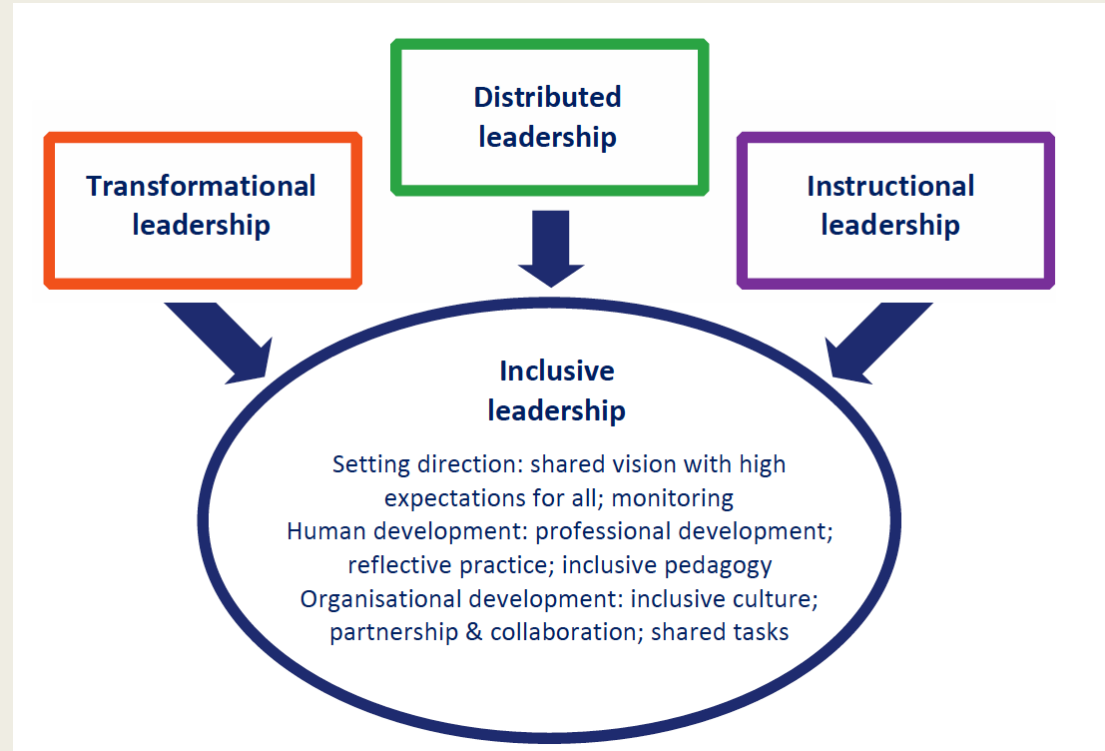 Distributed
leadership
Transformational
leadership
Instructional
leadership
Inclusive
leadership
Setting direction: shared vision with high
expectations for all; monitoring
Human development: professional development;
reflective practice; inclusive pedagogy
Organisational development: inclusive culture;
partnership & collaboration; shared tasks